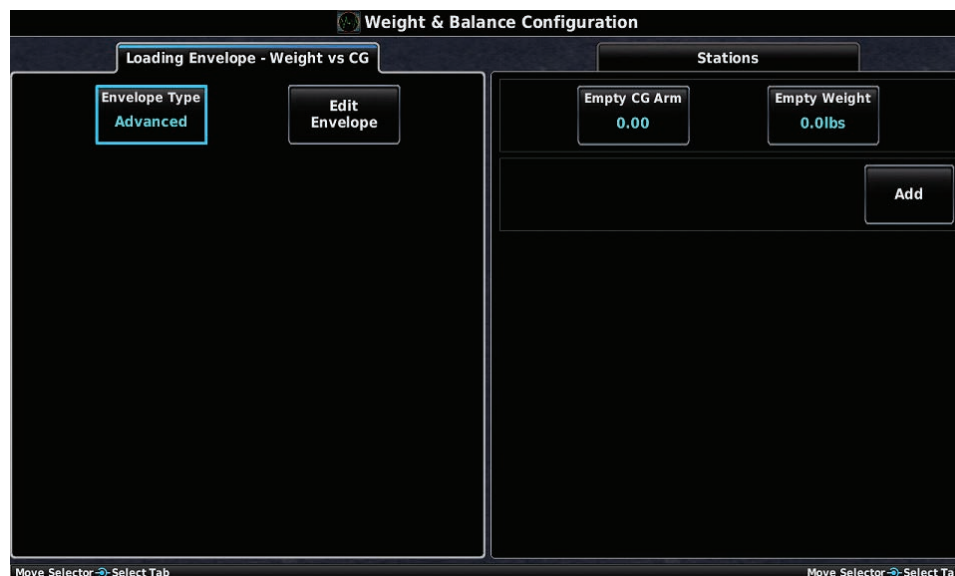 Weight & Balance Configuration
Loading Envelope - Weight vs CG
Envelope Type
Advanced
Edit
Envelope
Stations
Empty CG Arm
0.00
Empty Weight
0.0lbs
Add
Move Selector Select Tab
Move Selector Select Ta